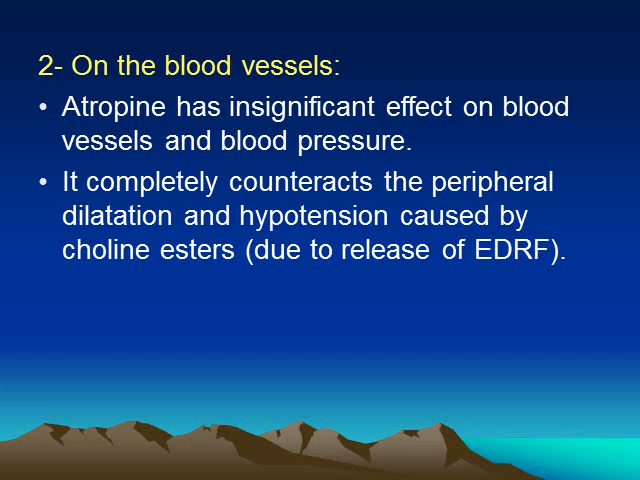 2- On the blood vessels:
• Atropine has insignificant effect on blood
vessels and blood pressure.
• It completely counteracts the peripheral
dilatation and hypotension caused by
choline esters (due to release of EDRF).